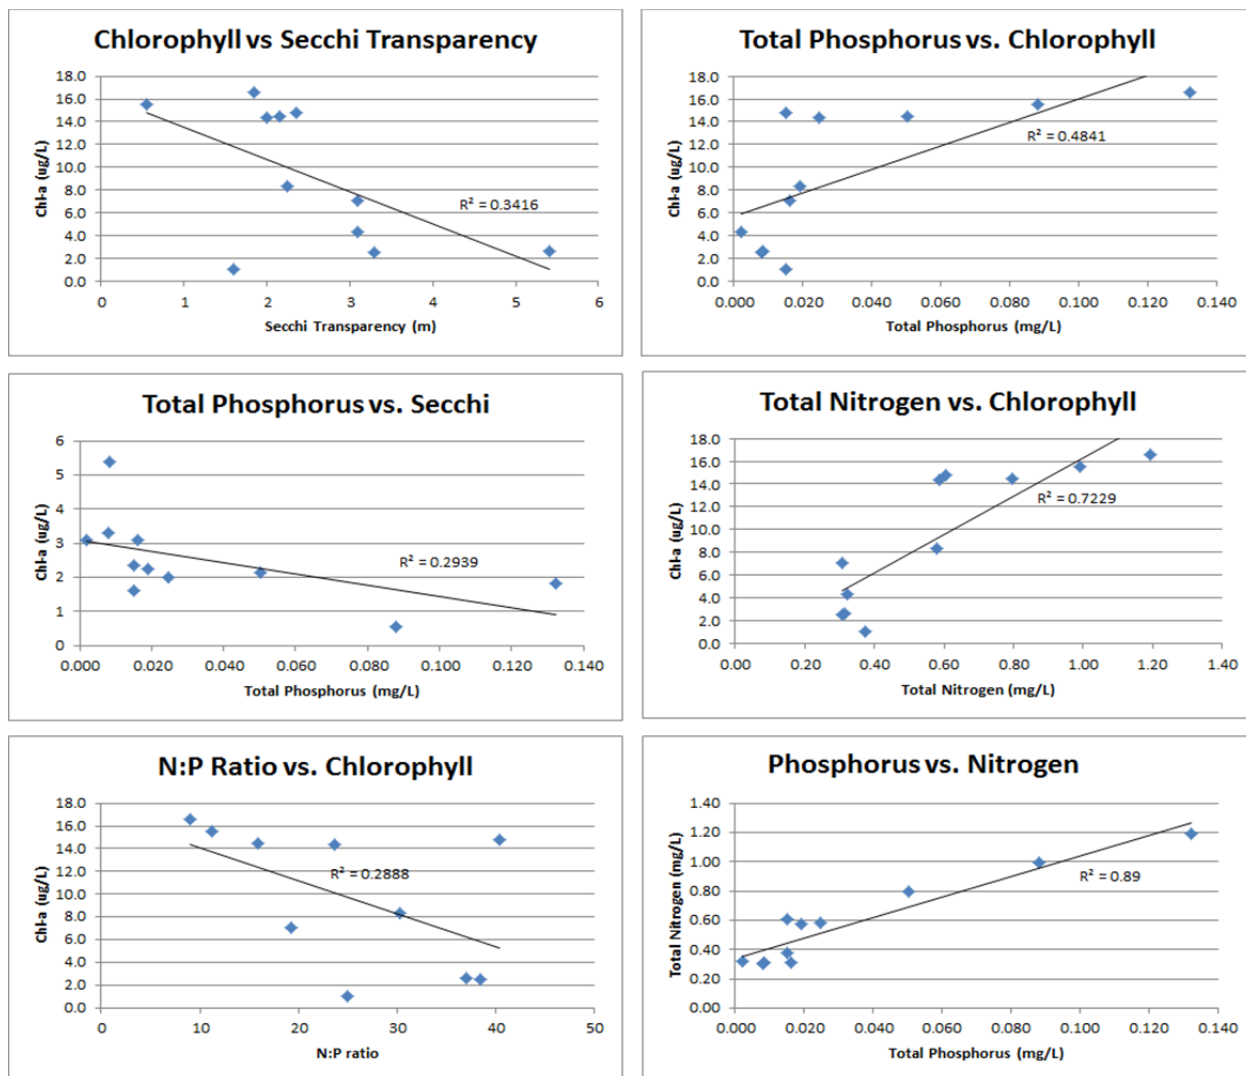 Chlorophyll vs Secchi Transparency
18.0
16.0
14.0
12.0
10.0
8.0
6.0
4.0
2.0
0.0
Chl-a (ug/L)
R² = 0.3416
0 1 2 3 4 5 6
Secchi Transparency (m)
Total Phosphorus vs. Chlorophyll
18.0
16.0
14.0
12.0
10.0
8.0
6.0
4.0
2.0
0.0
Chl-a (ug/L)
R² = 0.4841
0.000 0.020 0.040 0.060 0.080 0.100 0.120 0.140
Total Phosphorus (mg/L)
Total Phosphorus vs. Secchi
6
5
4
3
2
1
0
Chl-a (ug/L)
R² = 0.2939
0.000 0.020 0.040 0.060 0.080 0.100 0.120 0.140
Total Phosphorus (mg/L)
Total Nitrogen vs. Chlorophyll
18.0
16.0
14.0
12.0
10.0
8.0
6.0
4.0
2.0
0.0
Chl-a (ug/L)
R² = 0.7229
0.00 0.20 0.40 0.60 0.80 1.00 1.20 1.40
Total Nitrogen (mg/L)
N:P Ratio vs. Chlorophyll
18.0
16.0
14.0
12.0
10.0
8.0
6.0
4.0
2.0
0.0
Chl-a (ug/L)
R² = 0.2888
0 10 20 30 40 50
N:P ratio
Phosphorus vs. Nitrogen
1.40
1.20
1.00
0.80
0.60
0.40
0.20
0.00
Total Nitrogen (mg/L)
R² = 0.89
0.000 0.020 0.040 0.060 0.080 0.100 0.120 0.140
Total Phosphorus (mg/L)